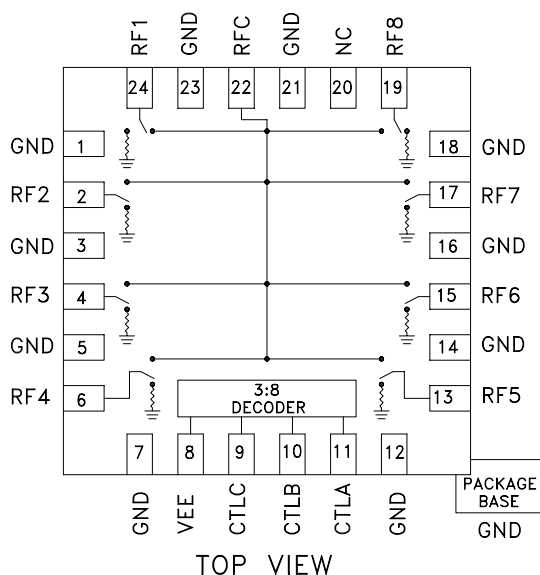 RF1 GND RFC GND NC RF8
24 23 22 21 20 19
GND 1 18 GND
RF2 2 17 RF7
GND 3 16 GND
RF3 4 15 RF6
GND 5 14 GND
RF4 6 13 RF5
3:8
DECODER
7 8 9 10 11 12
GND VEE CTLC CTLB CTLA GND
PACKAGE
BASE
GND
TOP VIEW